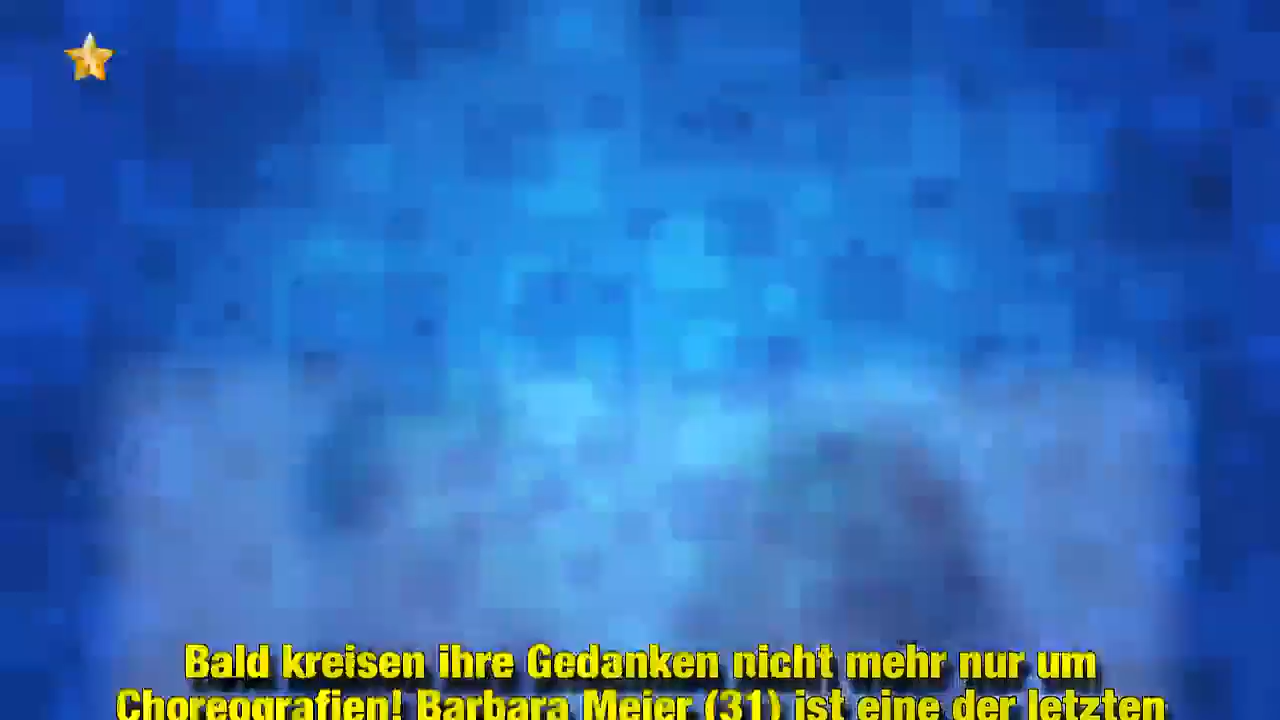 Bald kreisen ihre Gedanken nicht mehr nur um
Choreografien! Barbara Meier (31) ist eine der letzten